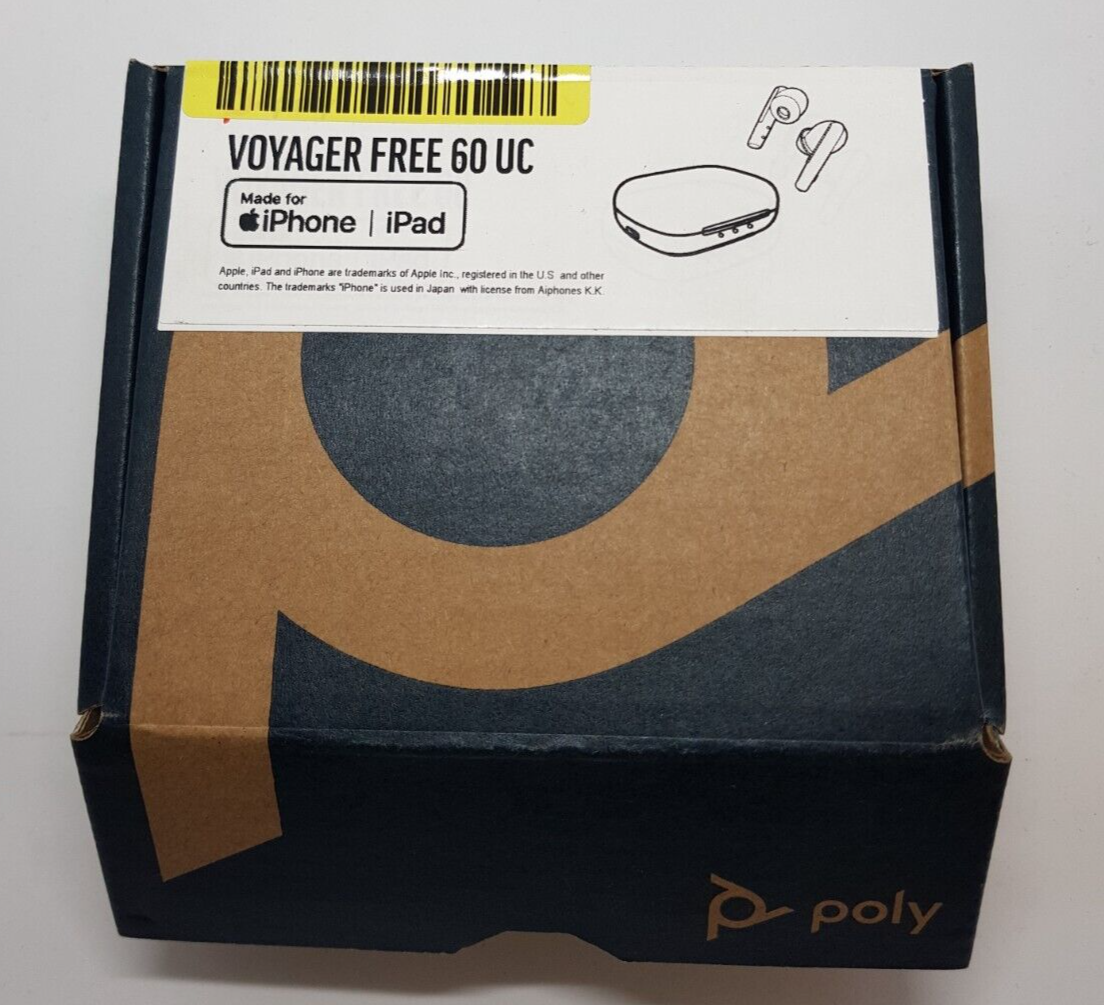 VOYAGER FREE 60 UC
Made for
iPhone | iPad
Apple, iPad and iPhone are trademarks of Apple Inc., registered in the U.S and other
countries. The trademarks "iPhone" is used in Japan with license from Aiphones K.K.
poly